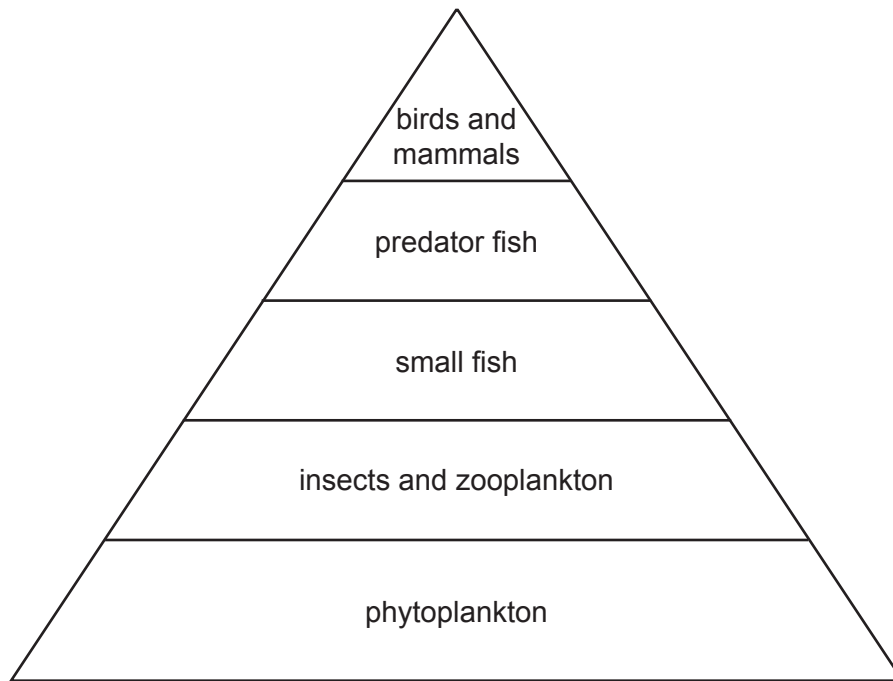 birds and
mammals
predator fish
small fish
insects and zooplankton
phytoplankton